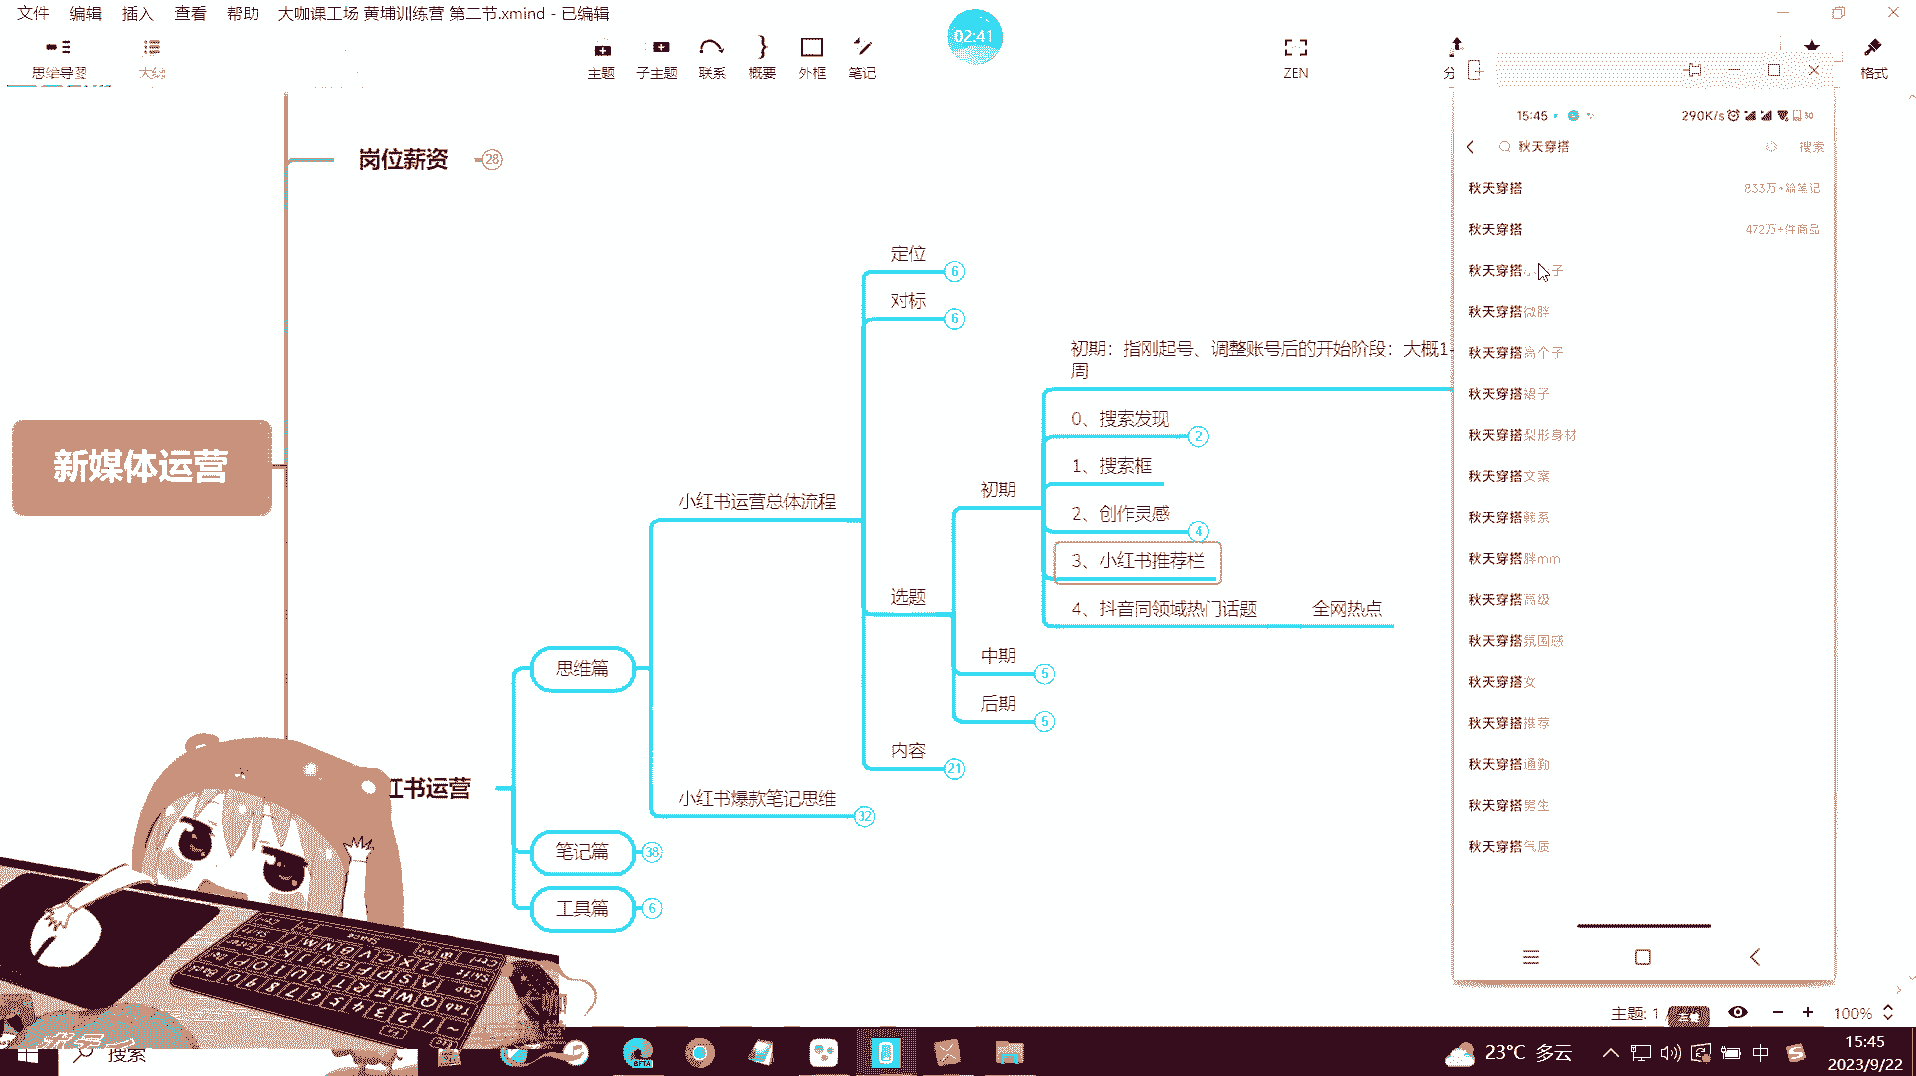 文件 编辑 插入 查看 帮助 大咖课工场 黄埔训练营 第二节.xmind - 已编辑
02:41
思维导图 大纲 主题 子主题 联系 概要 外框 笔记 ZEN 分 格式
岗位薪资 28
新媒体运营
红书运营
思维篇
笔记篇 38
工具篇 6
小红书运营总体流程
小红书爆款笔记思维 32
定位 6
对标 6
选题
内容 21
初期
中期 5
后期 5
初期：指刚起号、调整账号后的开始阶段：大概1-
周
0、搜索发现 2
1、搜索框
2、创作灵感 4
3、小红书推荐栏
4、抖音同领域热门话题 全网热点
15:45 290K/s
秋天穿搭 搜索
秋天穿搭 833万+篇笔记
秋天穿搭 472万+件商品
秋天穿搭 子
秋天穿搭微胖
秋天穿搭高个子
秋天穿搭裙子
秋天穿搭梨形身材
秋天穿搭文案
秋天穿搭韩系
秋天穿搭胖mm
秋天穿搭高级
秋天穿搭氛围感
秋天穿搭女
秋天穿搭推荐
秋天穿搭通勤
秋天穿搭男生
秋天穿搭气质
主题: 1 100%
搜索 BETA 23°C 多云 中
15:45
2023/9/22